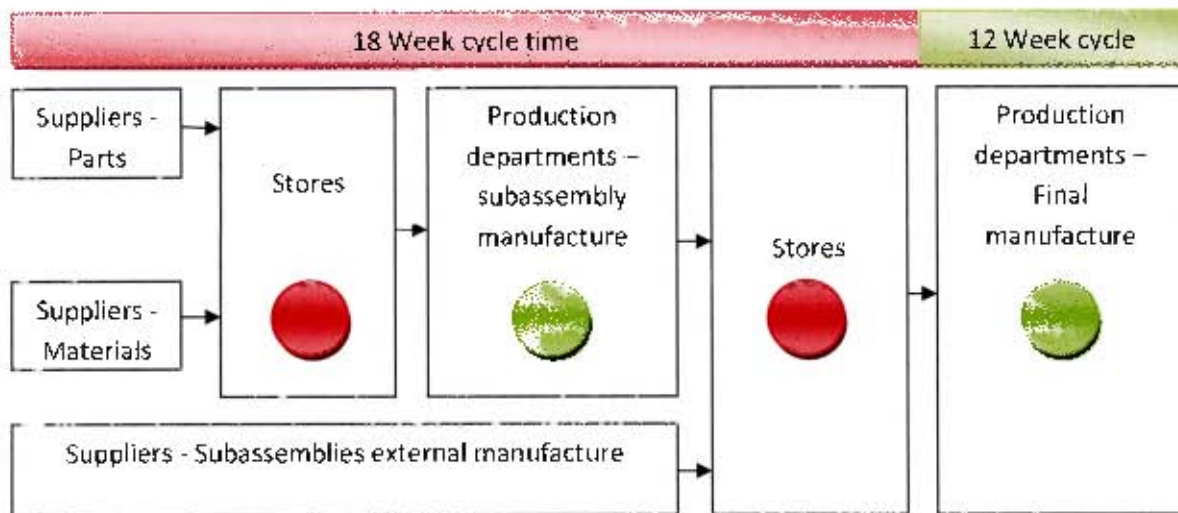 18 Week cycle time
12 Week cycle
Suppliers -
Parts
Stores
Production
departments –
subassembly
manufacture
Stores
Production
departments –
Final
manufacture
Suppliers -
Materials
Suppliers - Subassemblies external manufacture